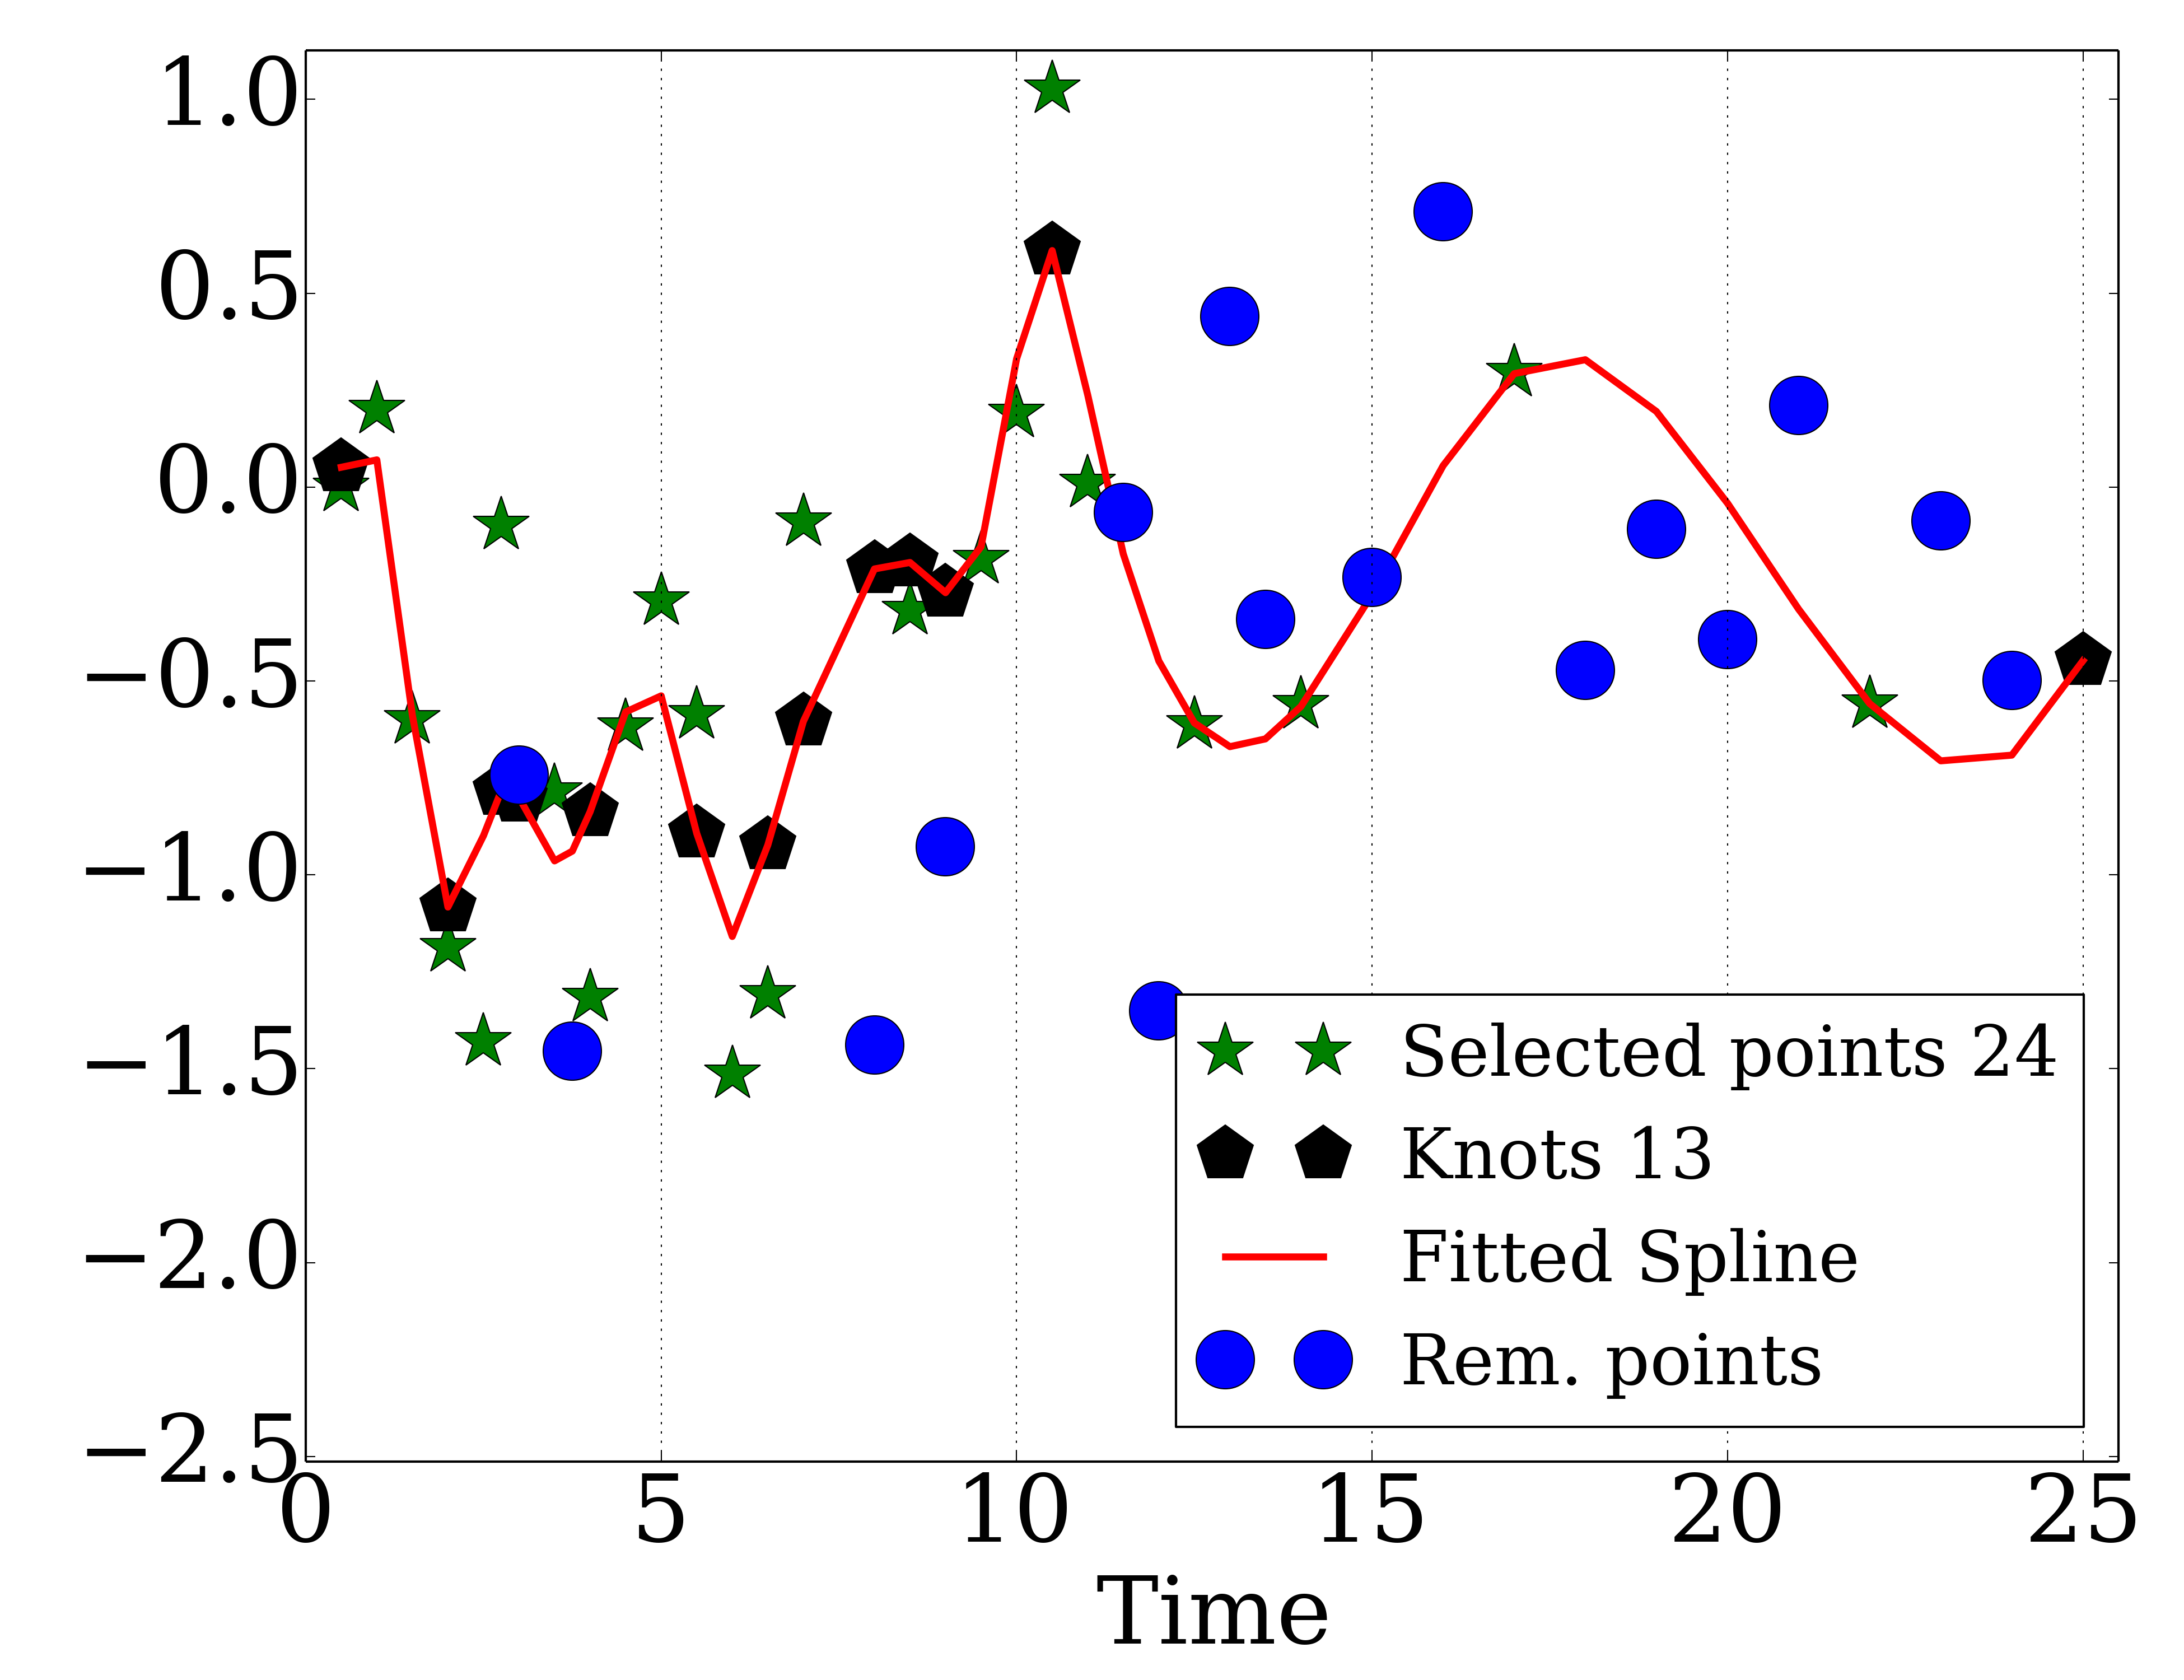 1.0
0.5
0.0
−0.5
−1.0
−1.5
−2.0
−2.5
Selected points 24
Knots 13
Fitted Spline
Rem. points
0 5 10 15 20 25
Time